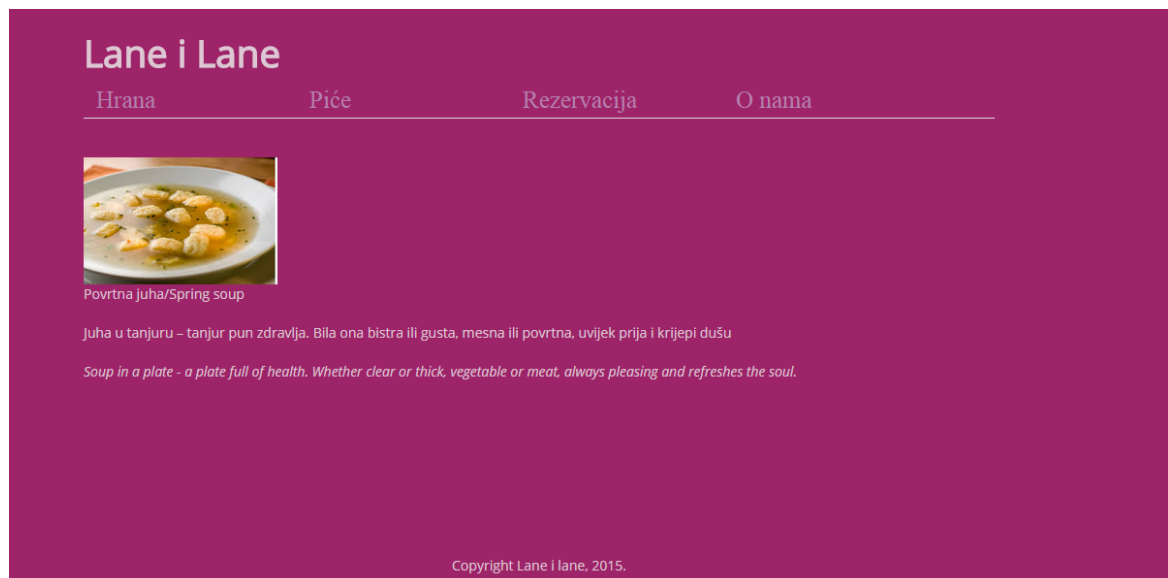 Lane i Lane
Hrana Piće Rezervacija O nama
Povrtna juha/Spring soup
Juha u tanjuru – tanjur pun zdravlja. Bila ona bistra ili gusta, mesna ili povrtna, uvijek prija i krijepi dušu
Soup in a plate - a plate full of health. Whether clear or thick, vegetable or meat, always pleasing and refreshes the soul.
Copyright Lane i lane, 2015.